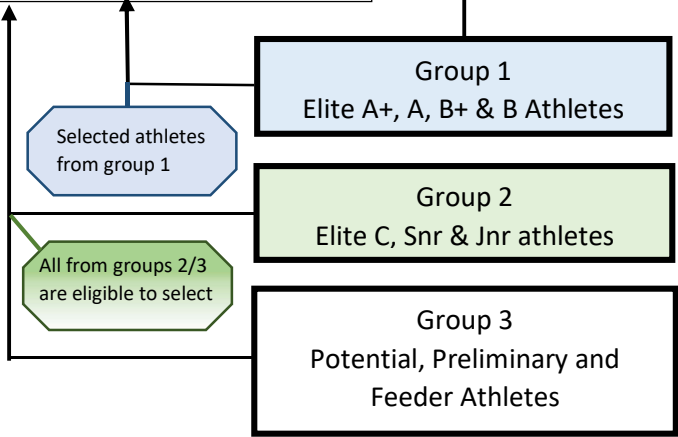 Group 1
Elite A+, A, B+ & B Athletes
Selected athletes
from group 1
Group 2
Elite C, Snr & Jnr athletes
All from groups 2/3
are eligible to select
Group 3
Potential, Preliminary and
Feeder Athletes